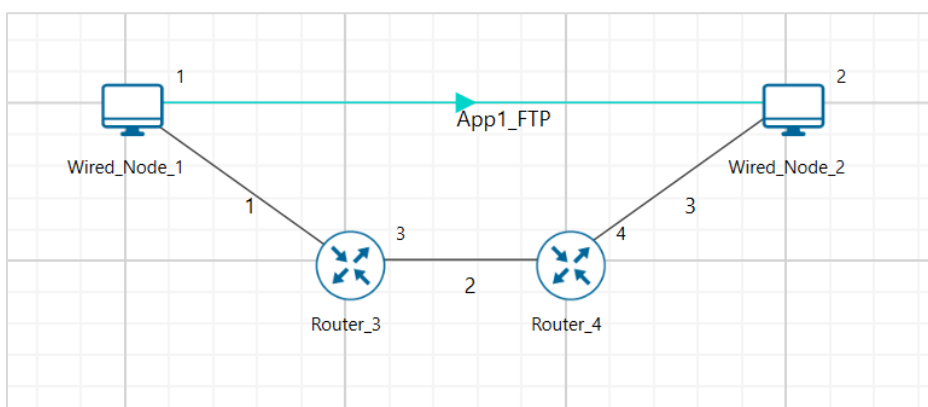 1
2
App1_FTP
Wired_Node_1
Wired_Node_2
1
3
3
4
2
Router_3
Router_4